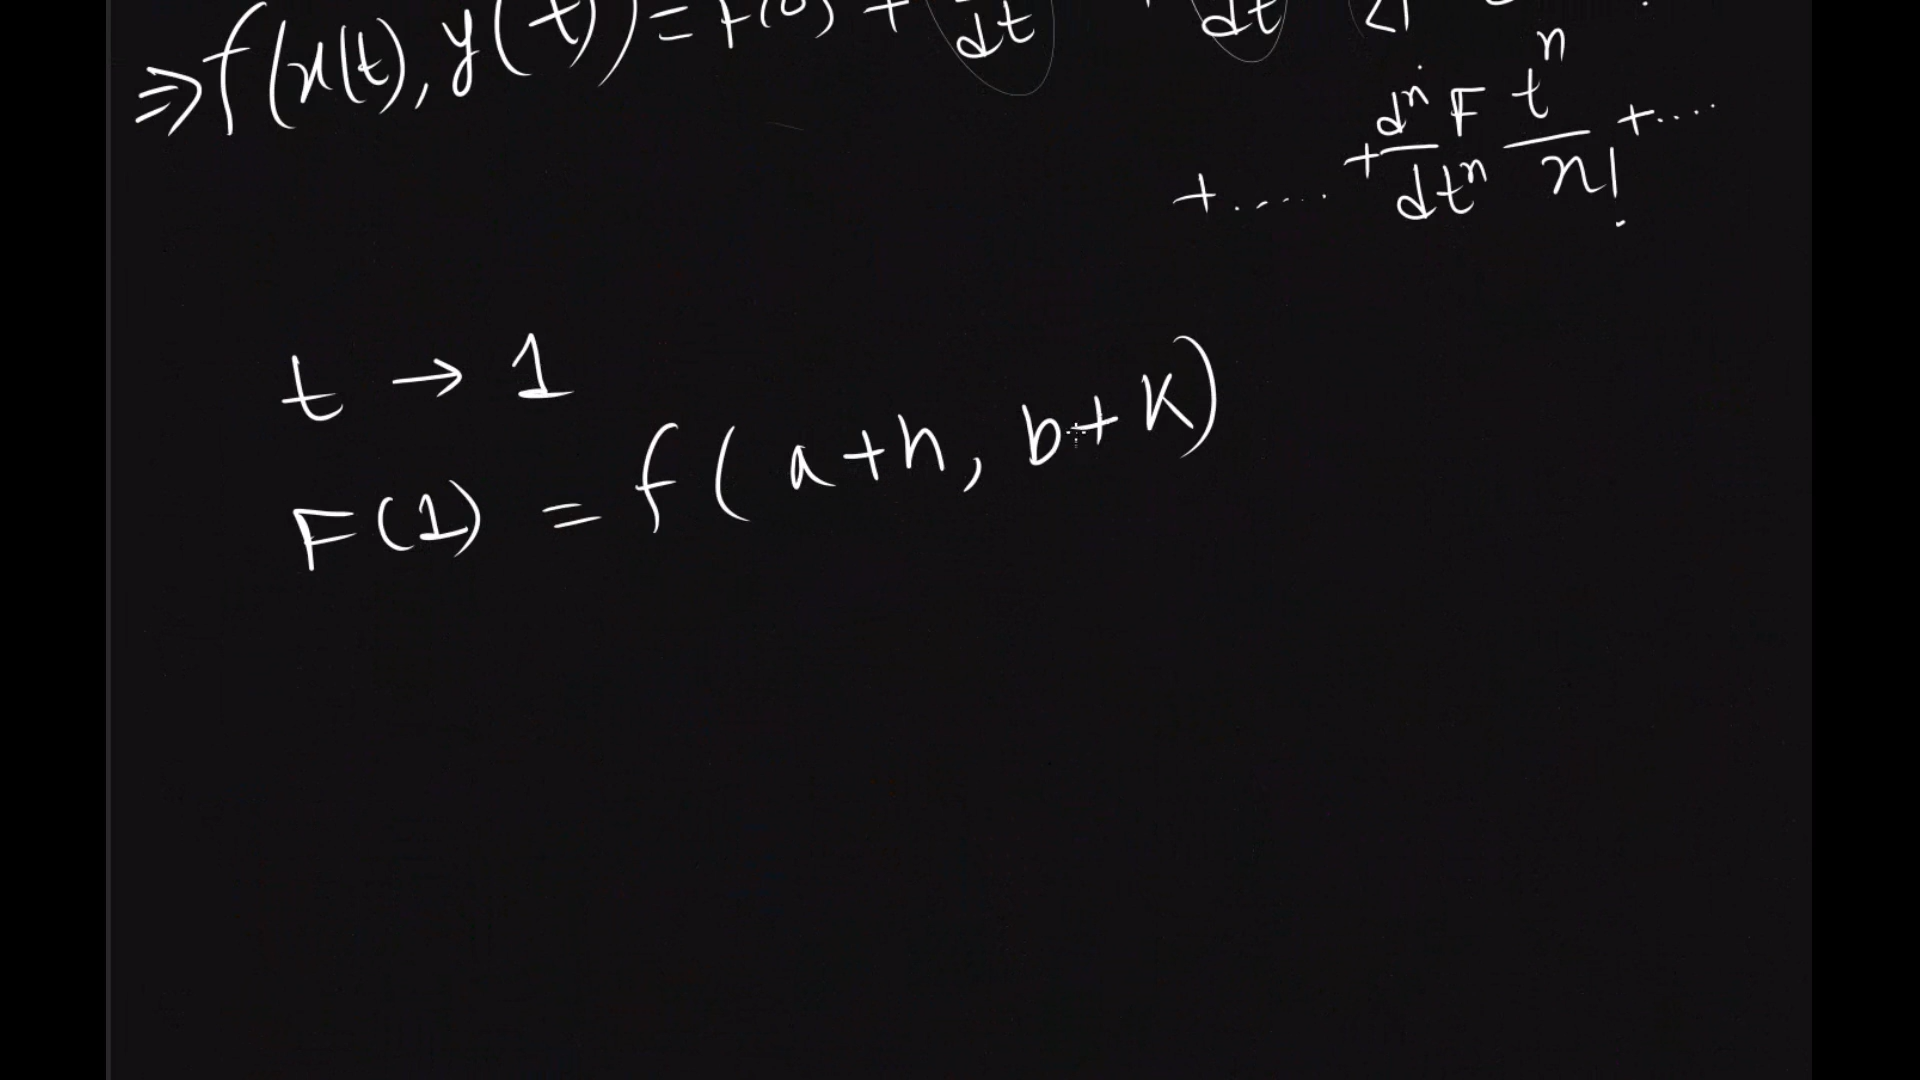 ⇒ f(x(t), y(t)) = F(0) + dt dt
+ ..... + dⁿF/dtⁿ tⁿ/n! + ....
t → 1
F(1) = f(a+h, b+k)